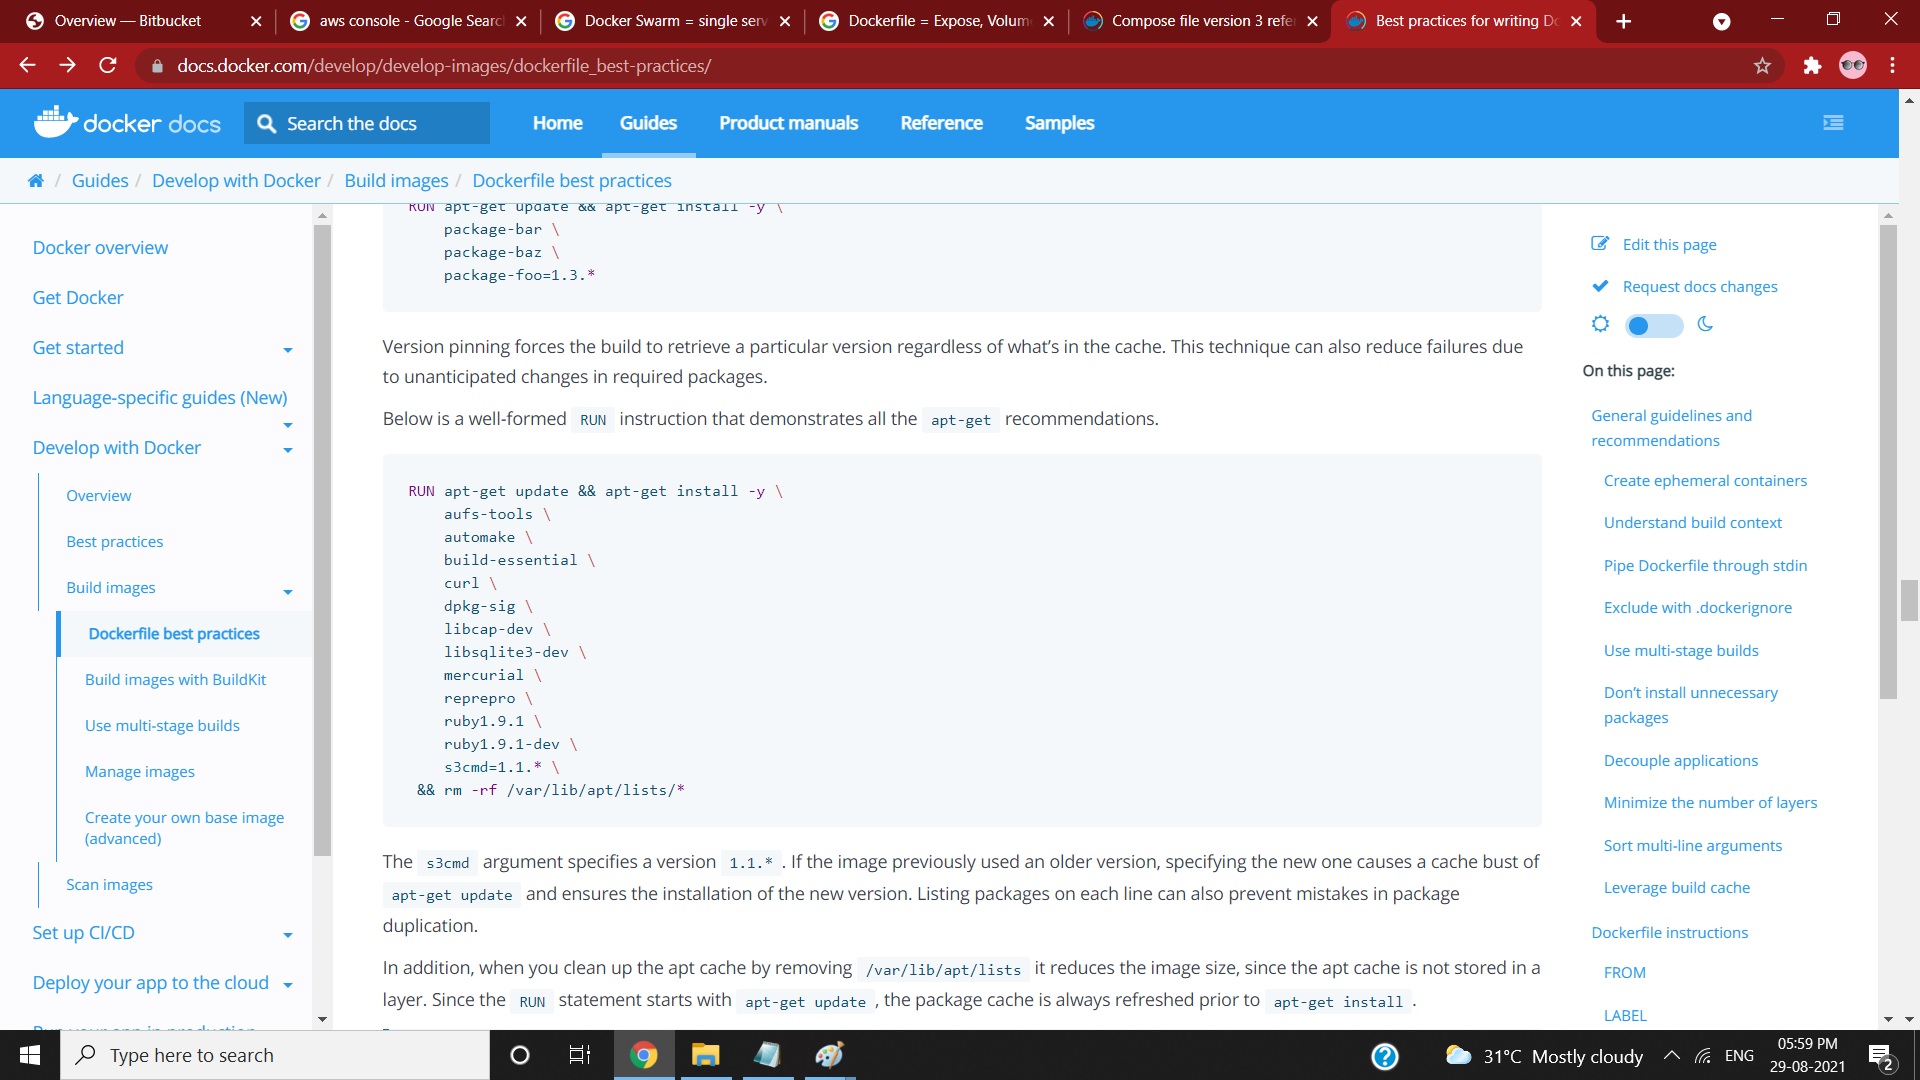 Overview — Bitbucket
aws console - Google Searc
Docker Swarm = single serv
Dockerfile = Expose, Volum
Compose file version 3 refe
Best practices for writing Do
docs.docker.com/develop/develop-images/dockerfile_best-practices/
docker docs
Search the docs
Home
Guides
Product manuals
Reference
Samples
/ Guides / Develop with Docker / Build images / Dockerfile best practices
Docker overview
Get Docker
Get started
Language-specific guides (New)
Develop with Docker
Overview
Best practices
Build images
Dockerfile best practices
Build images with BuildKit
Use multi-stage builds
Manage images
Create your own base image
(advanced)
Scan images
Set up CI/CD
Deploy your app to the cloud
Run your app in production
RUN apt-get update && apt-get install -y \
package-bar \
package-baz \
package-foo=1.3.*
Version pinning forces the build to retrieve a particular version regardless of what’s in the cache. This technique can also reduce failures due
to unanticipated changes in required packages.
Below is a well-formed RUN instruction that demonstrates all the apt-get recommendations.
RUN apt-get update && apt-get install -y \
aufs-tools \
automake \
build-essential \
curl \
dpkg-sig \
libcap-dev \
libsqlite3-dev \
mercurial \
reprepro \
ruby1.9.1 \
ruby1.9.1-dev \
s3cmd=1.1.* \
&& rm -rf /var/lib/apt/lists/*
The s3cmd argument specifies a version 1.1.* . If the image previously used an older version, specifying the new one causes a cache bust of
apt-get update and ensures the installation of the new version. Listing packages on each line can also prevent mistakes in package
duplication.
In addition, when you clean up the apt cache by removing /var/lib/apt/lists it reduces the image size, since the apt cache is not stored in a
layer. Since the RUN statement starts with apt-get update , the package cache is always refreshed prior to apt-get install .
Edit this page
Request docs changes
On this page:
General guidelines and
recommendations
Create ephemeral containers
Understand build context
Pipe Dockerfile through stdin
Exclude with .dockerignore
Use multi-stage builds
Don’t install unnecessary
packages
Decouple applications
Minimize the number of layers
Sort multi-line arguments
Leverage build cache
Dockerfile instructions
FROM
LABEL
Type here to search
31°C Mostly cloudy
ENG
05:59 PM
29-08-2021
2